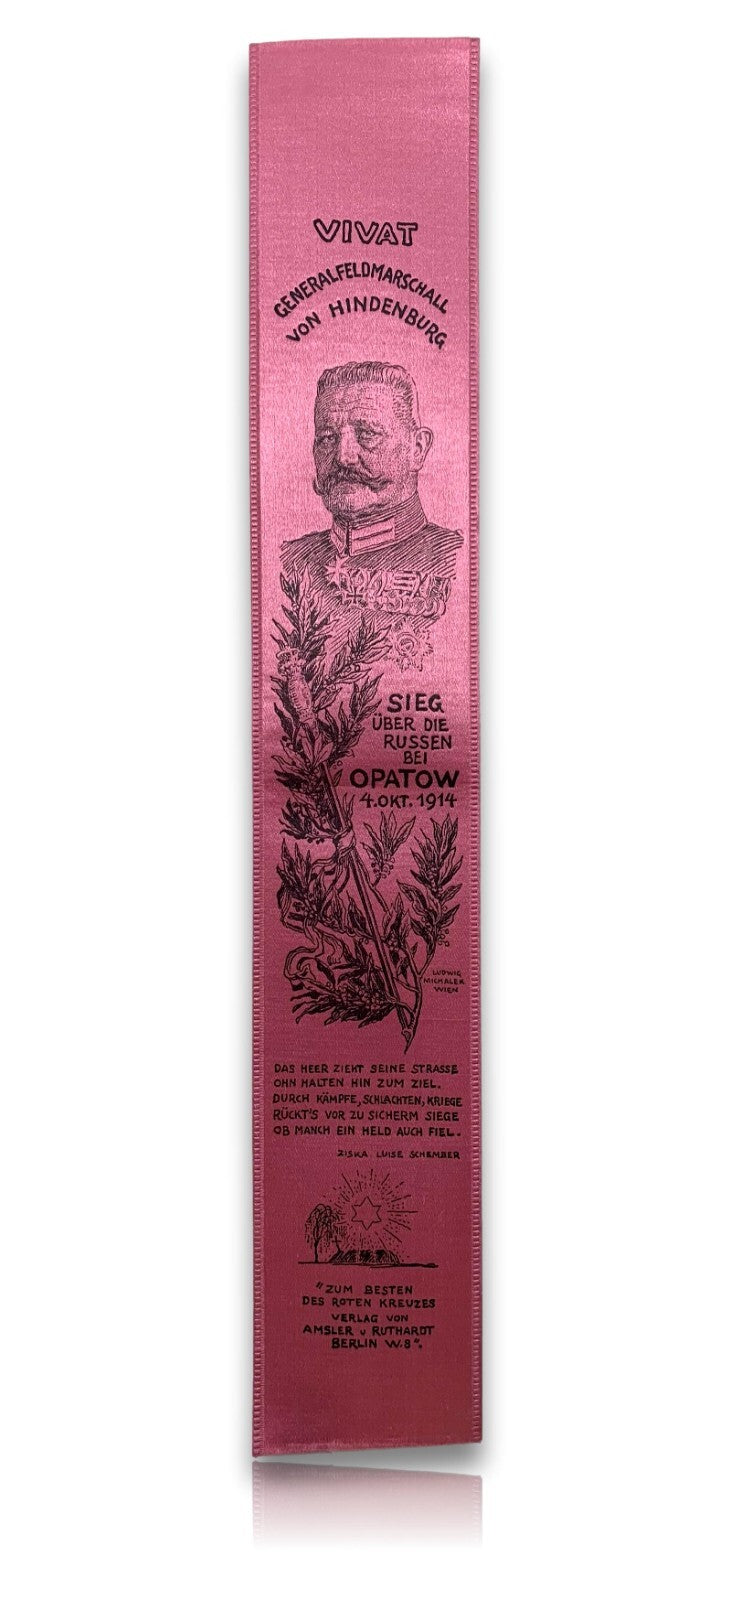 VIVAT
GENERALFELDMARSCHALL
VON HINDENBURG
SIEG
ÜBER DIE
RUSSEN
BEI
OPATOW
4.OKT. 1914
LUDWIG
MICHALEK
WIEN
DAS HEER ZIEHT SEINE STRASSE
OHN HALTEN HIN ZUM ZIEL.
DURCH KÄMPFE, SCHLACHTEN, KRIEGE
RÜCKT'S VOR ZU SICHERM SIEGE
OB MANCH EIN HELD AUCH FIEL.
ZISKA LUISE SCHEMBER
"ZUM BESTEN
DES ROTEN KREUZES
VERLAG VON
AMSLER u RUTHARDT
BERLIN W.8".